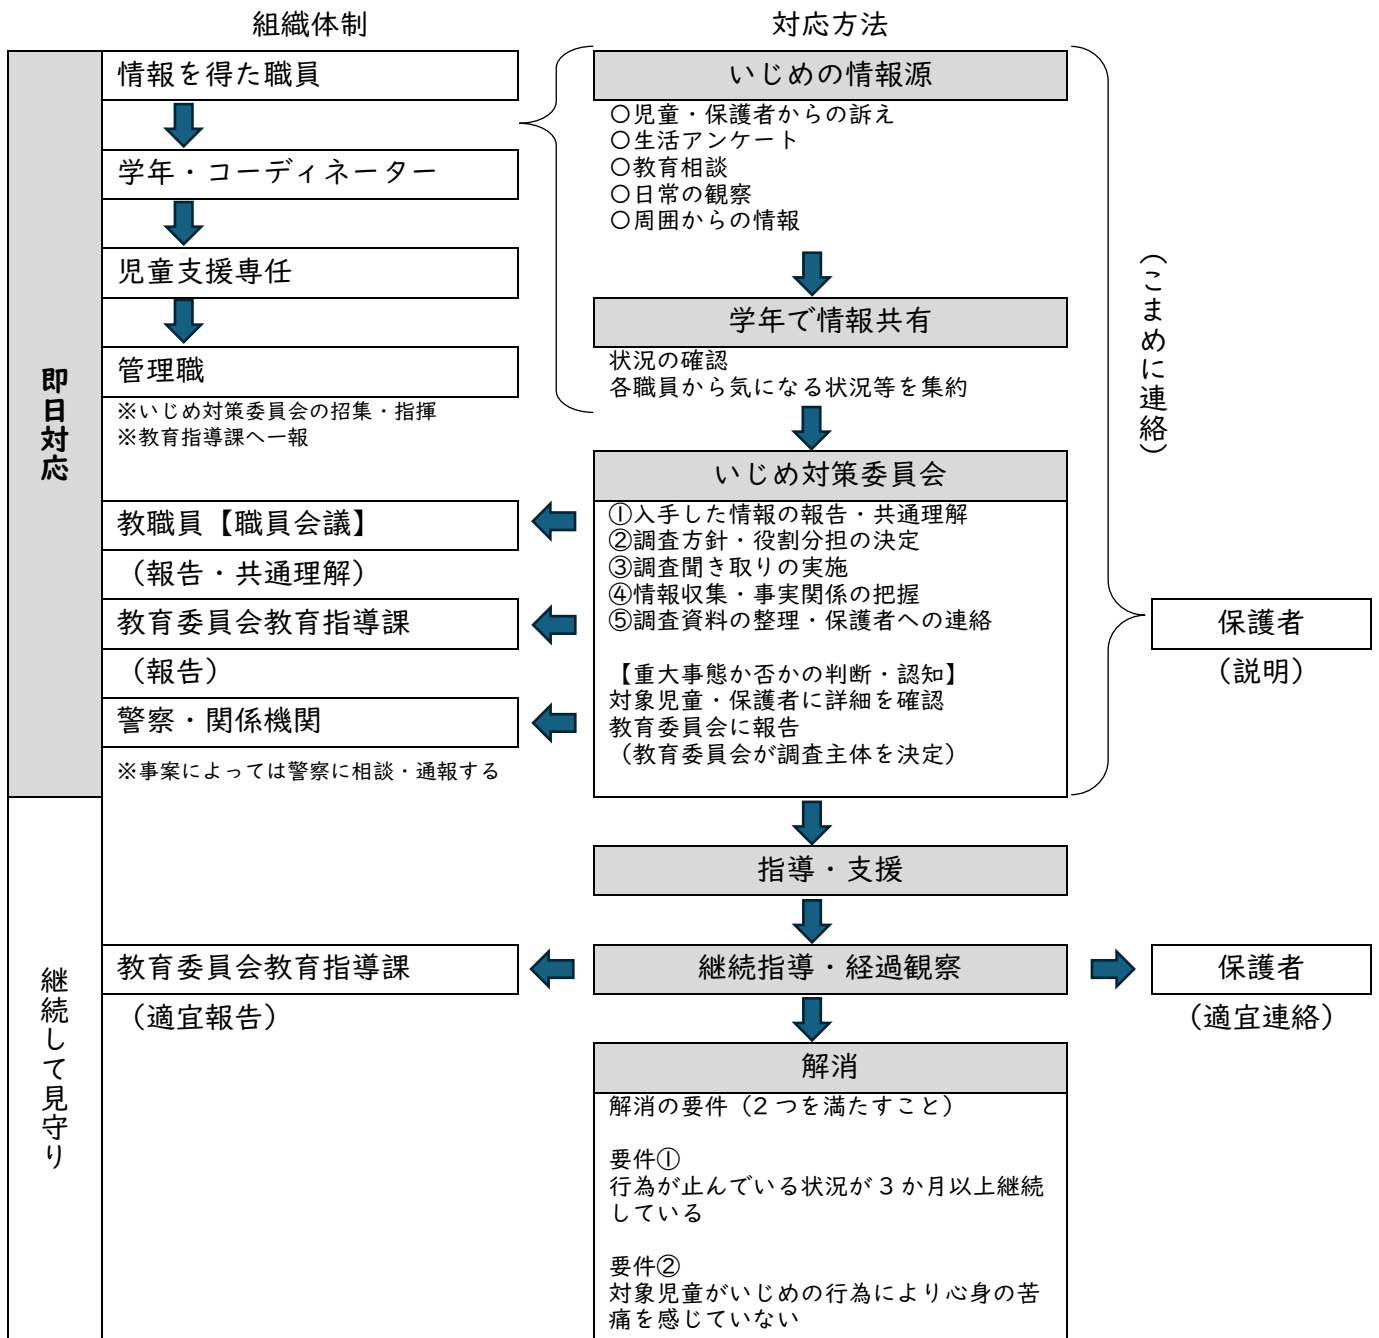 組織体制
対応方法
即日対応
情報を得た職員
学年・コーディネーター
児童支援専任
管理職
※いじめ対策委員会の招集・指揮
※教育指導課へ一報
教職員【職員会議】
（報告・共通理解）
教育委員会教育指導課
（報告）
警察・関係機関
※事案によっては警察に相談・通報する
いじめの情報源
○児童・保護者からの訴え
○生活アンケート
○教育相談
○日常の観察
○周囲からの情報
学年で情報共有
状況の確認
各職員から気になる状況等を集約
いじめ対策委員会
①入手した情報の報告・共通理解
②調査方針・役割分担の決定
③調査聞き取りの実施
④情報収集・事実関係の把握
⑤調査資料の整理・保護者への連絡
【重大事態か否かの判断・認知】
対象児童・保護者に詳細を確認
教育委員会に報告
（教育委員会が調査主体を決定）
（こまめに連絡）
保護者
（説明）
継続して見守り
指導・支援
教育委員会教育指導課
（適宜報告）
継続指導・経過観察
保護者
（適宜連絡）
解消
解消の要件（2つを満たすこと）
要件①
行為が止んでいる状況が3か月以上継続
している
要件②
対象児童がいじめの行為により心身の苦
痛を感じていない